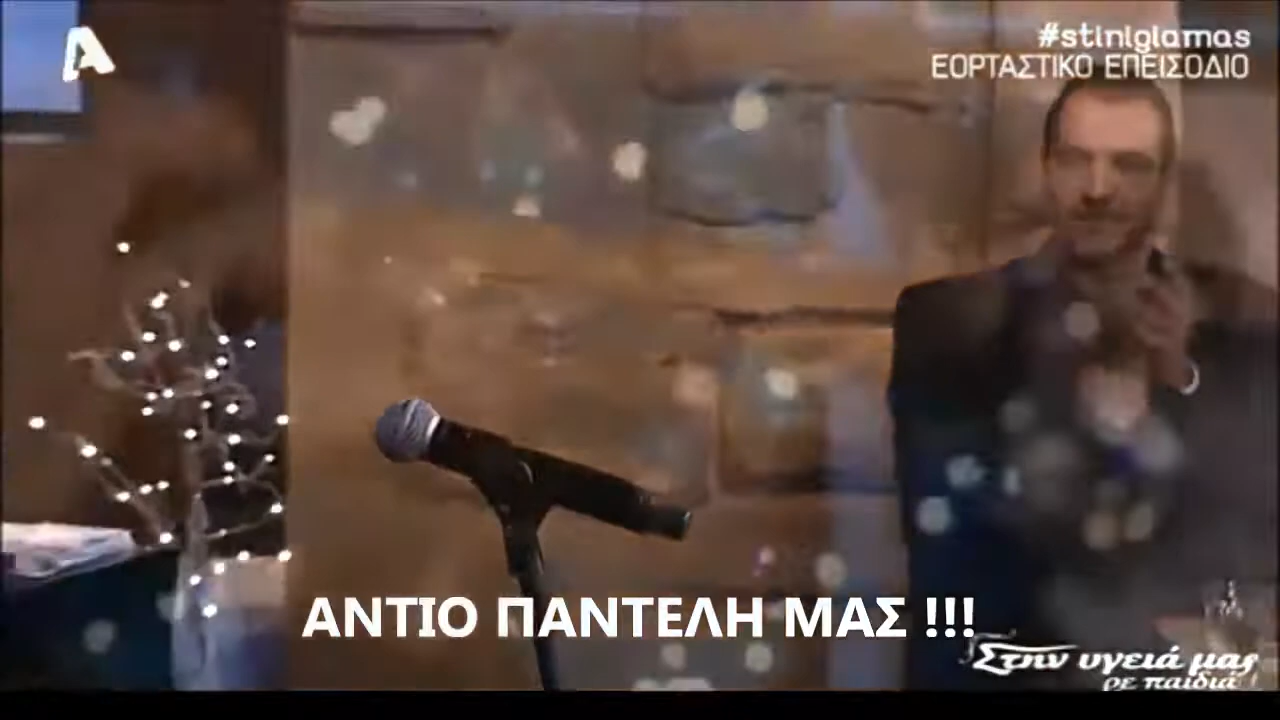 #stinigiamas
ΕΟΡΤΑΣΤΙΚΟ ΕΠΕΙΣΟΔΙΟ
ΑΝΤΙΟ ΠΑΝΤΕΛΗ ΜΑΣ !!!
Στην υγειά μας
ρε παιδιά